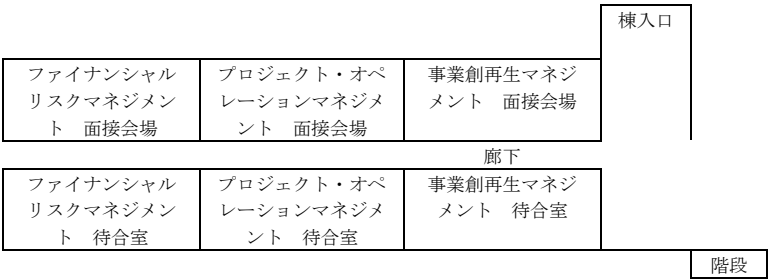 棟入口
ファイナンシャル
リスクマネジメン
ト 面接会場
プロジェクト・オペ
レーションマネジメ
ント 面接会場
事業創再生マネジ
メント 面接会場
廊下
ファイナンシャル
リスクマネジメン
ト 待合室
プロジェクト・オペ
レーションマネジメ
ント 待合室
事業創再生マネジ
メント 待合室
階段